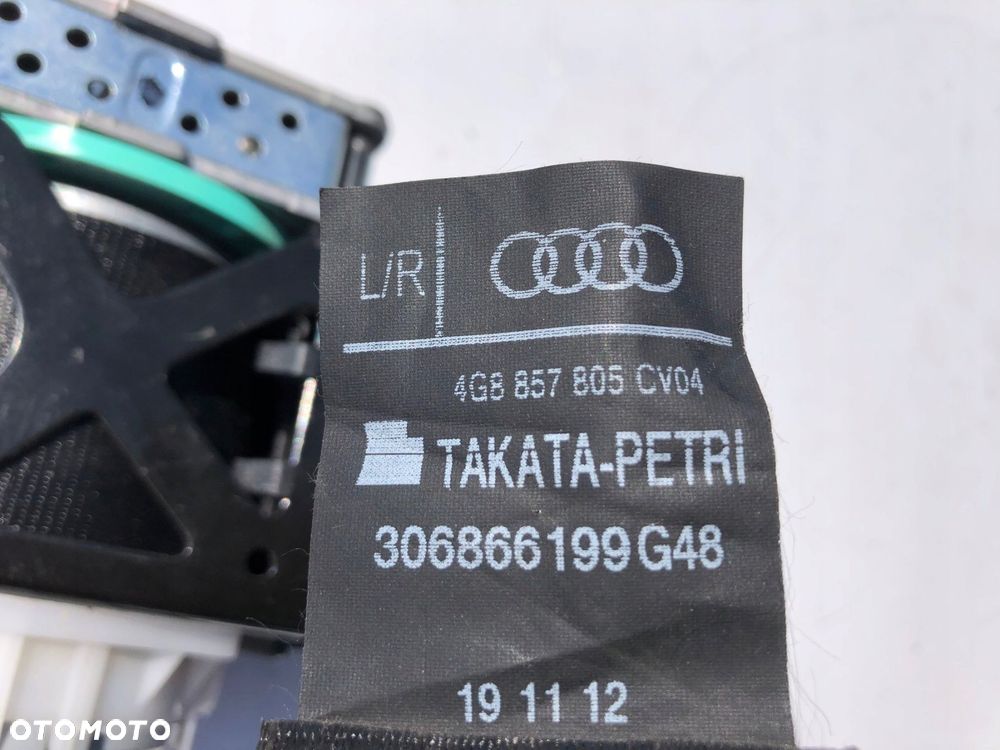 L/R
4G8 857 805 CV04
TAKATA-PETRI
306866199G48
19 11 12
OTOMOTO